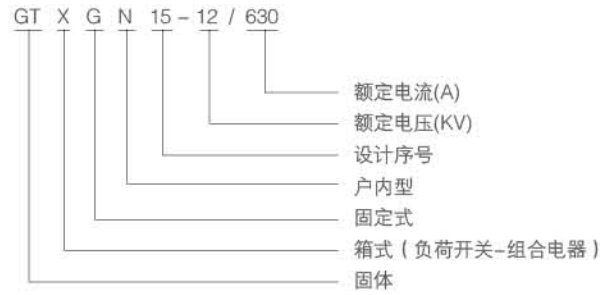 GT X G N 15 - 12 / 630
额定电流(A)
额定电压(KV)
设计序号
户内型
固定式
箱式 ( 负荷开关-组合电器 )
固体